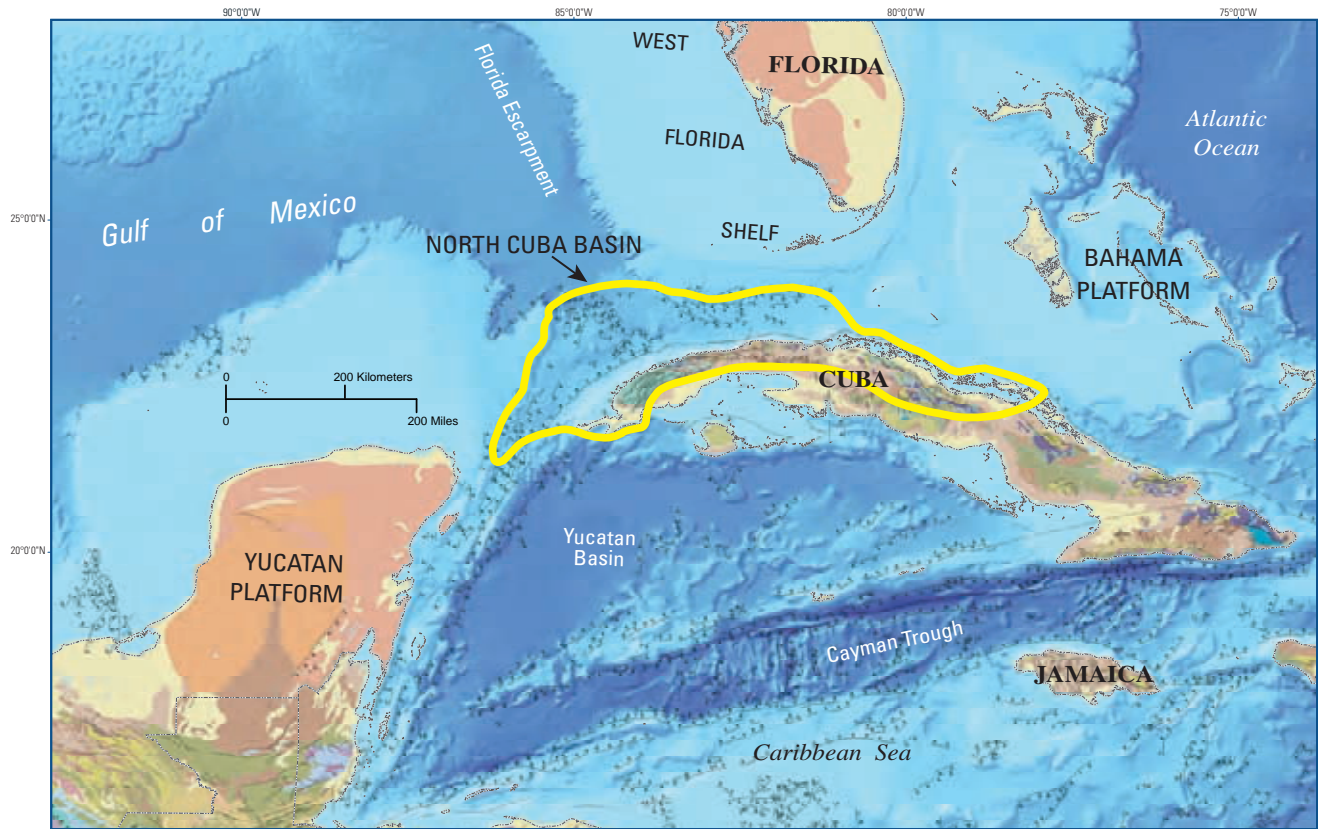 90°0'0"W
85°0'0"W
80°0'0"W
75°0'0"W
WEST
FLORIDA
Florida Escarpment
Atlantic
Ocean
FLORIDA
25°0'0"N
Gulf of Mexico
SHELF
NORTH CUBA BASIN
BAHAMA
PLATFORM
0
200 Kilometers
0
200 Miles
CUBA
20°0'0"N
Yucatan
Basin
YUCATAN
PLATFORM
Cayman Trough
JAMAICA
Caribbean Sea